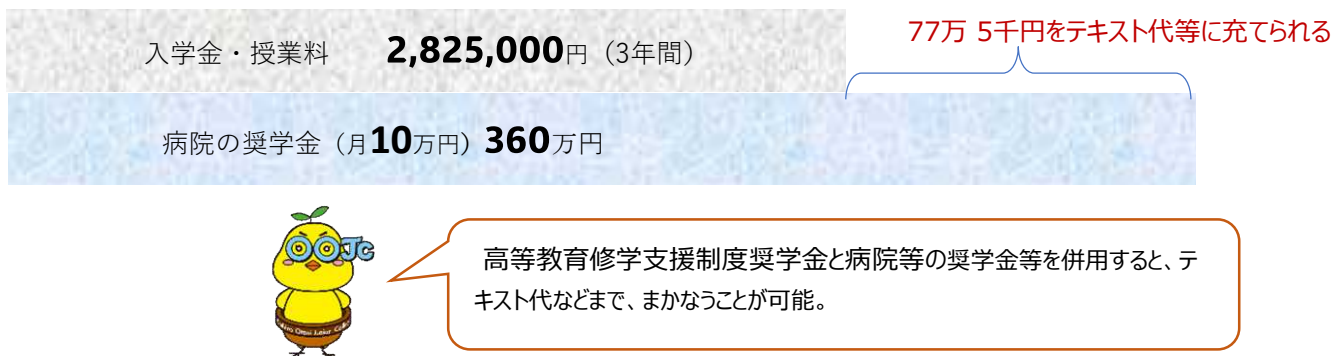 77万 5千円をテキスト代等に充てられる
入学金・授業料 2,825,000円（3年間）
病院の奨学金（月10万円）360万円
JC
高等教育修学支援制度奨学金と病院等の奨学金等を併用すると、テ
キスト代などまで、まかなうことが可能。